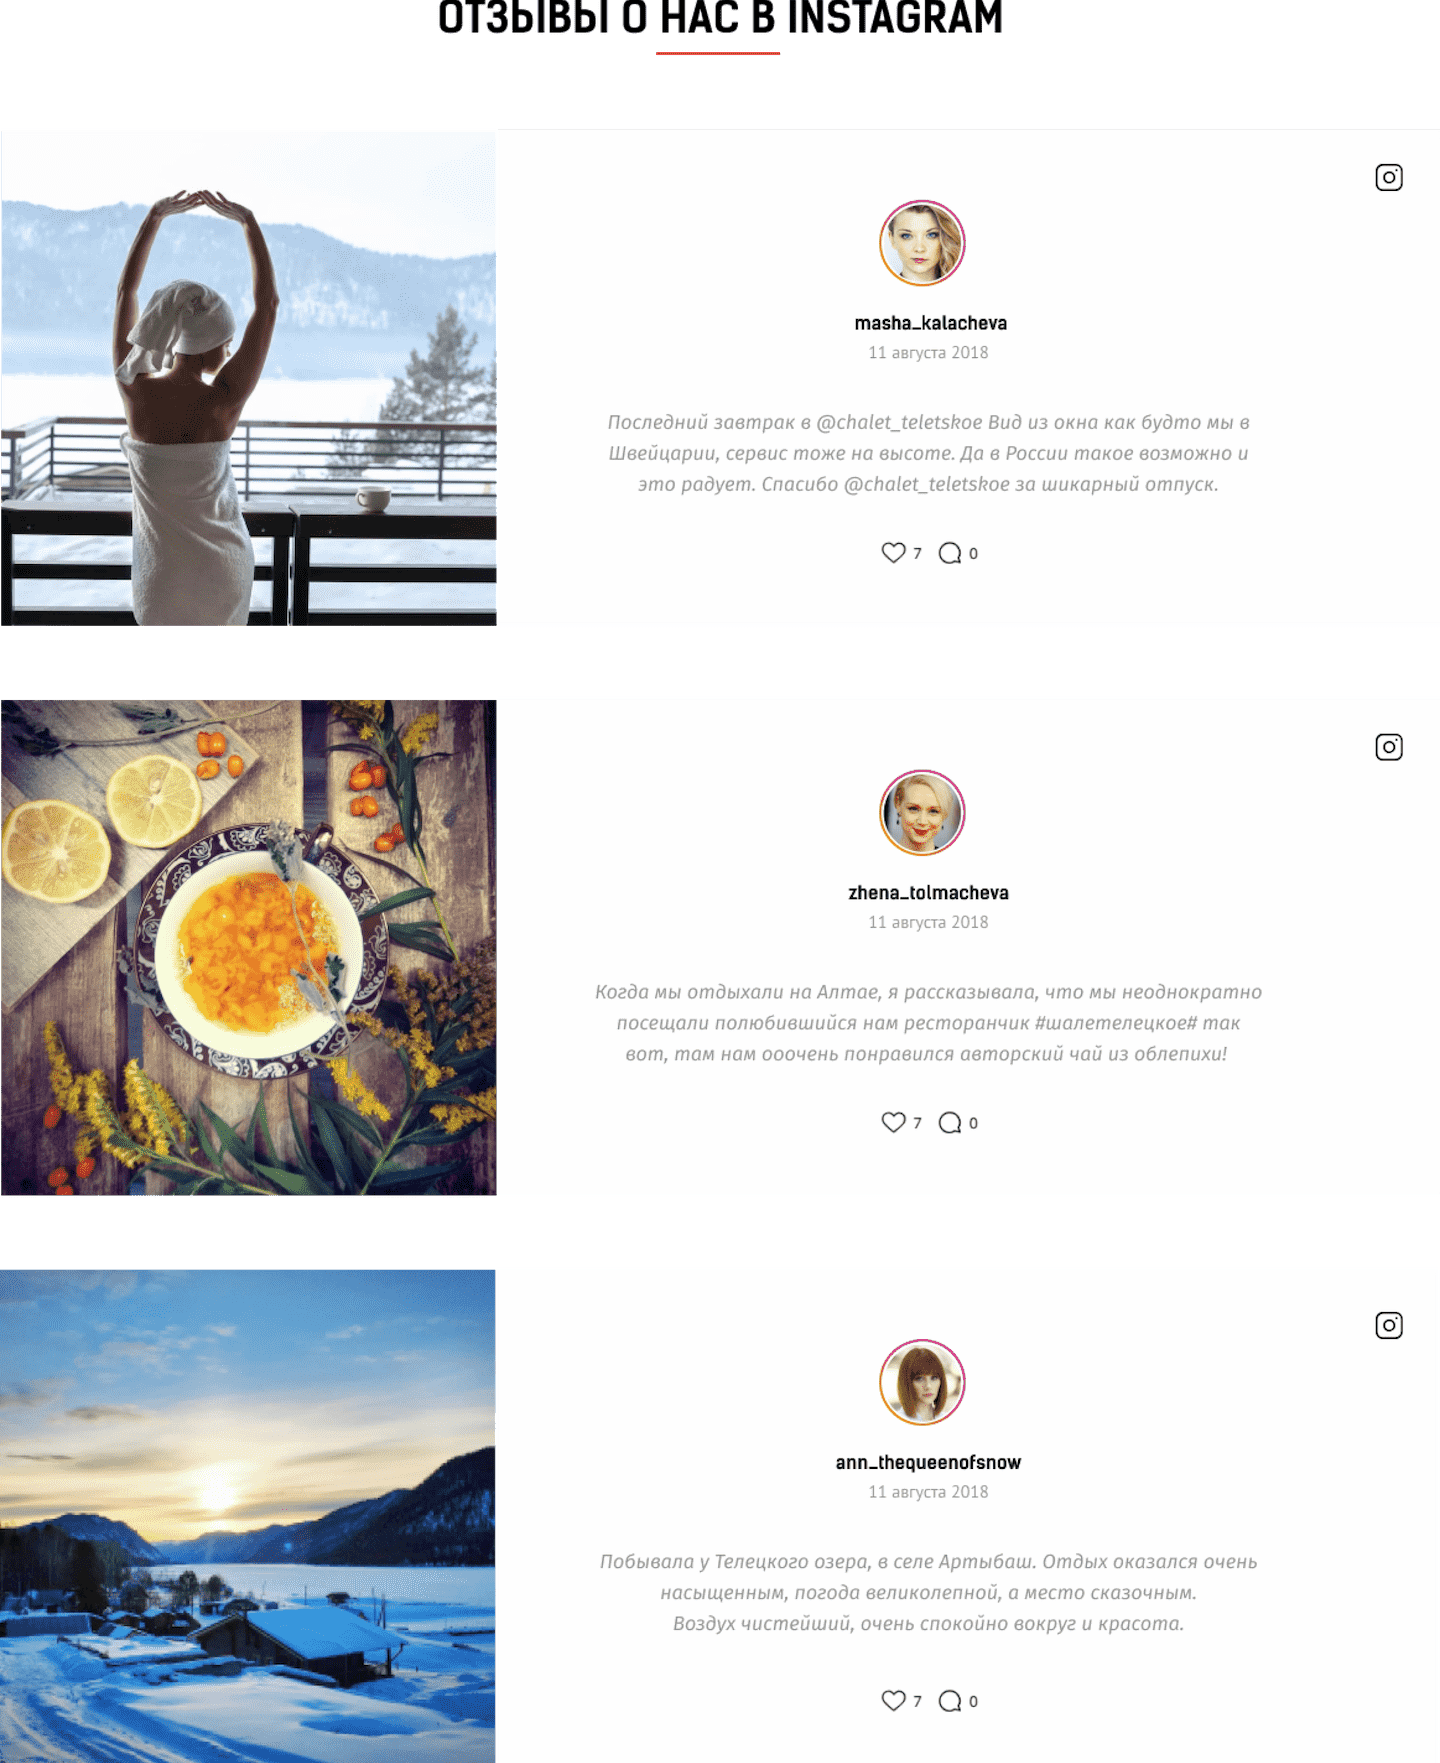 ОТЗЫВЫ О НАС В INSTAGRAM
masha_kalacheva
11 августа 2018
Последний завтрак в @chalet_teletskoe Вид из окна как будто мы в
Швейцарии, сервис тоже на высоте. Да в России такое возможно и
это радует. Спасибо @chalet_teletskoe за шикарный отпуск.
7 0
zhena_tolmacheva
11 августа 2018
Когда мы отдыхали на Алтае, я рассказывала, что мы неоднократно
посещали полюбившийся нам ресторанчик #шалетелецкое# так
вот, там нам ооочень понравился авторский чай из облепихи!
7 0
ann_thequeenofsnow
11 августа 2018
Побывала у Телецкого озера, в селе Артыбаш. Отдых оказался очень
насыщенным, погода великолепной, а место сказочным.
Воздух чистейший, очень спокойно вокруг и красота.
7 0